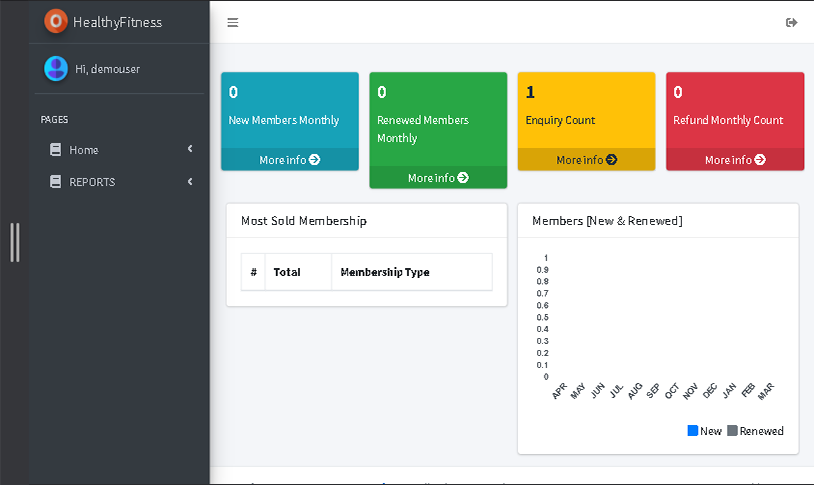 HealthyFitness
Hi, demouser
PAGES
Home
REPORTS
0
New Members Monthly
More info
0
Renewed Members
Monthly
More info
1
Enquiry Count
More info
0
Refund Monthly Count
More info
Most Sold Membership
# Total Membership Type
Members [New & Renewed]
1
0.9
0.8
0.7
0.6
0.5
0.4
0.3
0.2
0.1
0
APR MAY JUN JUL AUG SEP OCT NOV DEC JAN FEB MAR
New Renewed